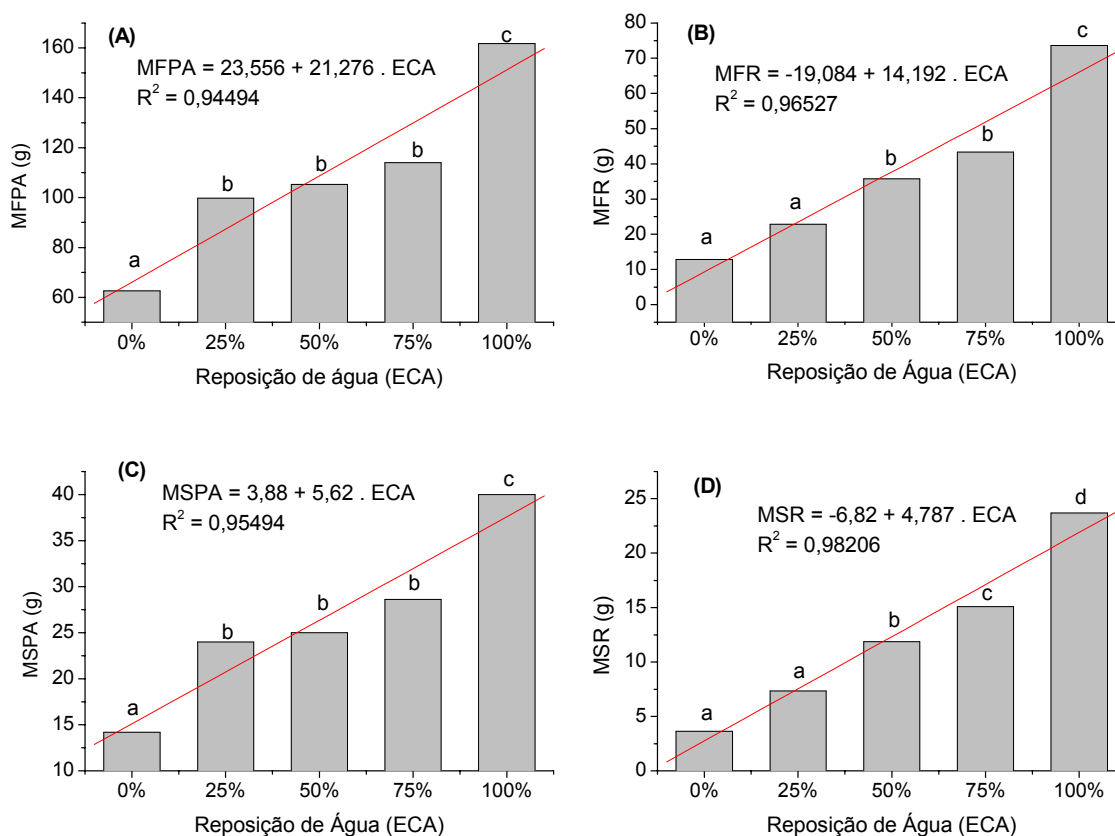 (A)
MFPA = 23,556 + 21,276 . ECA
R² = 0,94494
160
140
120
100
80
60
MFPA (g)
a
b
b
b
c
0%
25%
50%
75%
100%
Reposição de água (ECA)
(B)
MFR = -19,084 + 14,192 . ECA
R² = 0,96527
80
70
60
50
40
30
20
10
0
MFR (g)
a
a
b
b
c
0%
25%
50%
75%
100%
Reposição de Água (ECA)
(C)
MSPA = 3,88 + 5,62 . ECA
R² = 0,95494
40
35
30
25
20
15
10
MSPA (g)
a
b
b
b
c
0%
25%
50%
75%
100%
Reposição de Água (ECA)
(D)
MSR = -6,82 + 4,787 . ECA
R² = 0,98206
25
20
15
10
5
0
MSR (g)
a
a
b
c
d
0%
25%
50%
75%
100%
Reposição de Água (ECA)